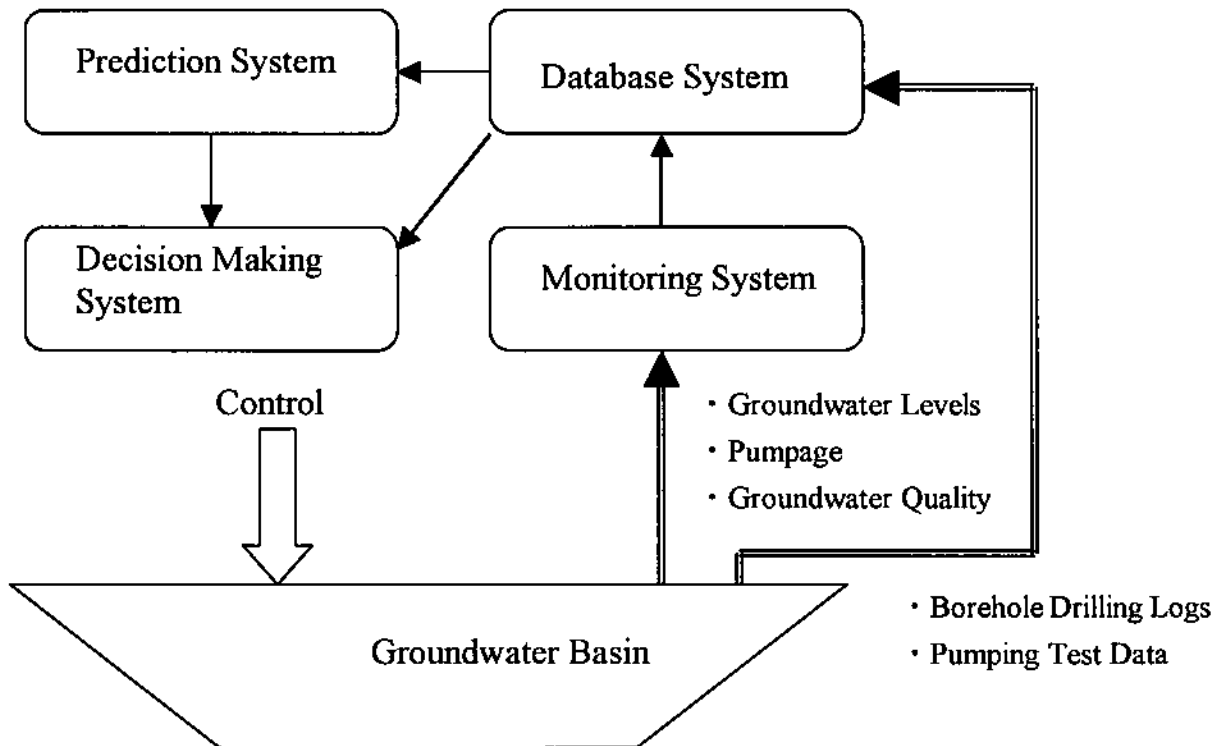 Prediction System
Database System
Decision Making
System
Monitoring System
Control
・Groundwater Levels
・Pumpage
・Groundwater Quality
Groundwater Basin
・Borehole Drilling Logs
・Pumping Test Data